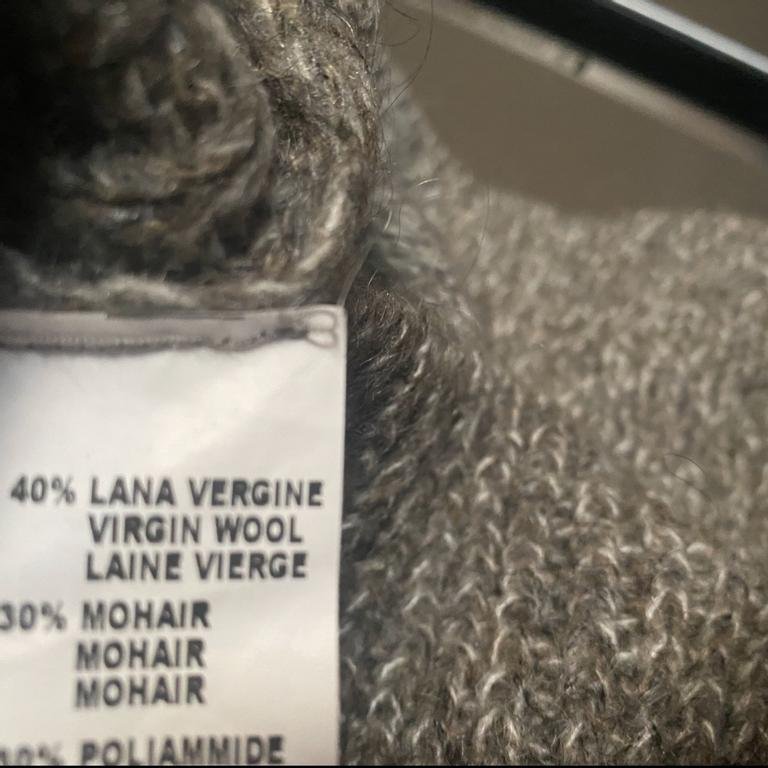 40% LANA VERGINE
VIRGIN WOOL
LAINE VIERGE
30% MOHAIR
MOHAIR
MOHAIR
POLIAMMIDE